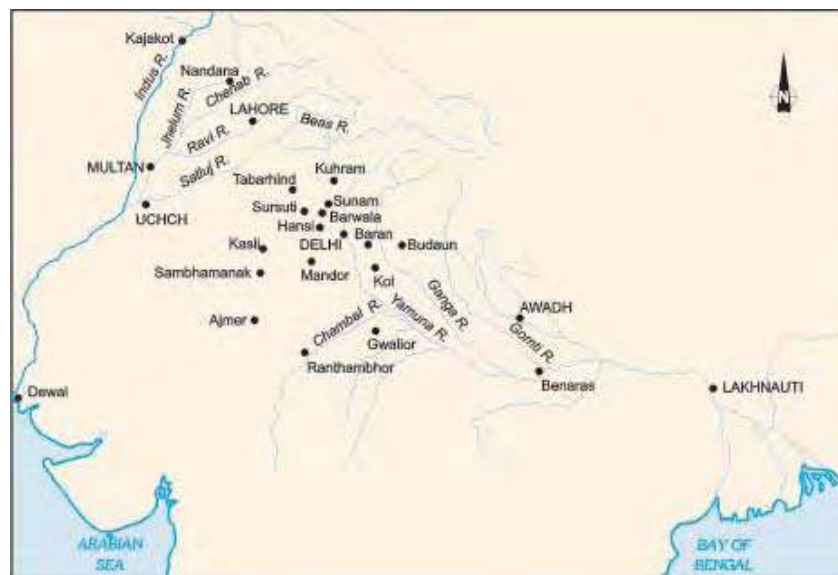 Kajakot
Indus R.
Nandana
Chenab R.
Jhelum R.
LAHORE
Ravi R.
Beas R.
N
MULTAN
Satluj R.
Kuhram
Tabarhind
Sunam
Sursuti
Barwala
UCHCH
Hansi
Baran
Kasli
DELHI
Budaun
Sambhamanak
Mandor
Kol
Ajmer
Chambal R.
Yamuna R.
Ganga R.
AWADH
Gomti R.
Gwalior
Ranthambhor
Benaras
Dewal
LAKHNAUTI
ARABIAN
SEA
BAY OF
BENGAL